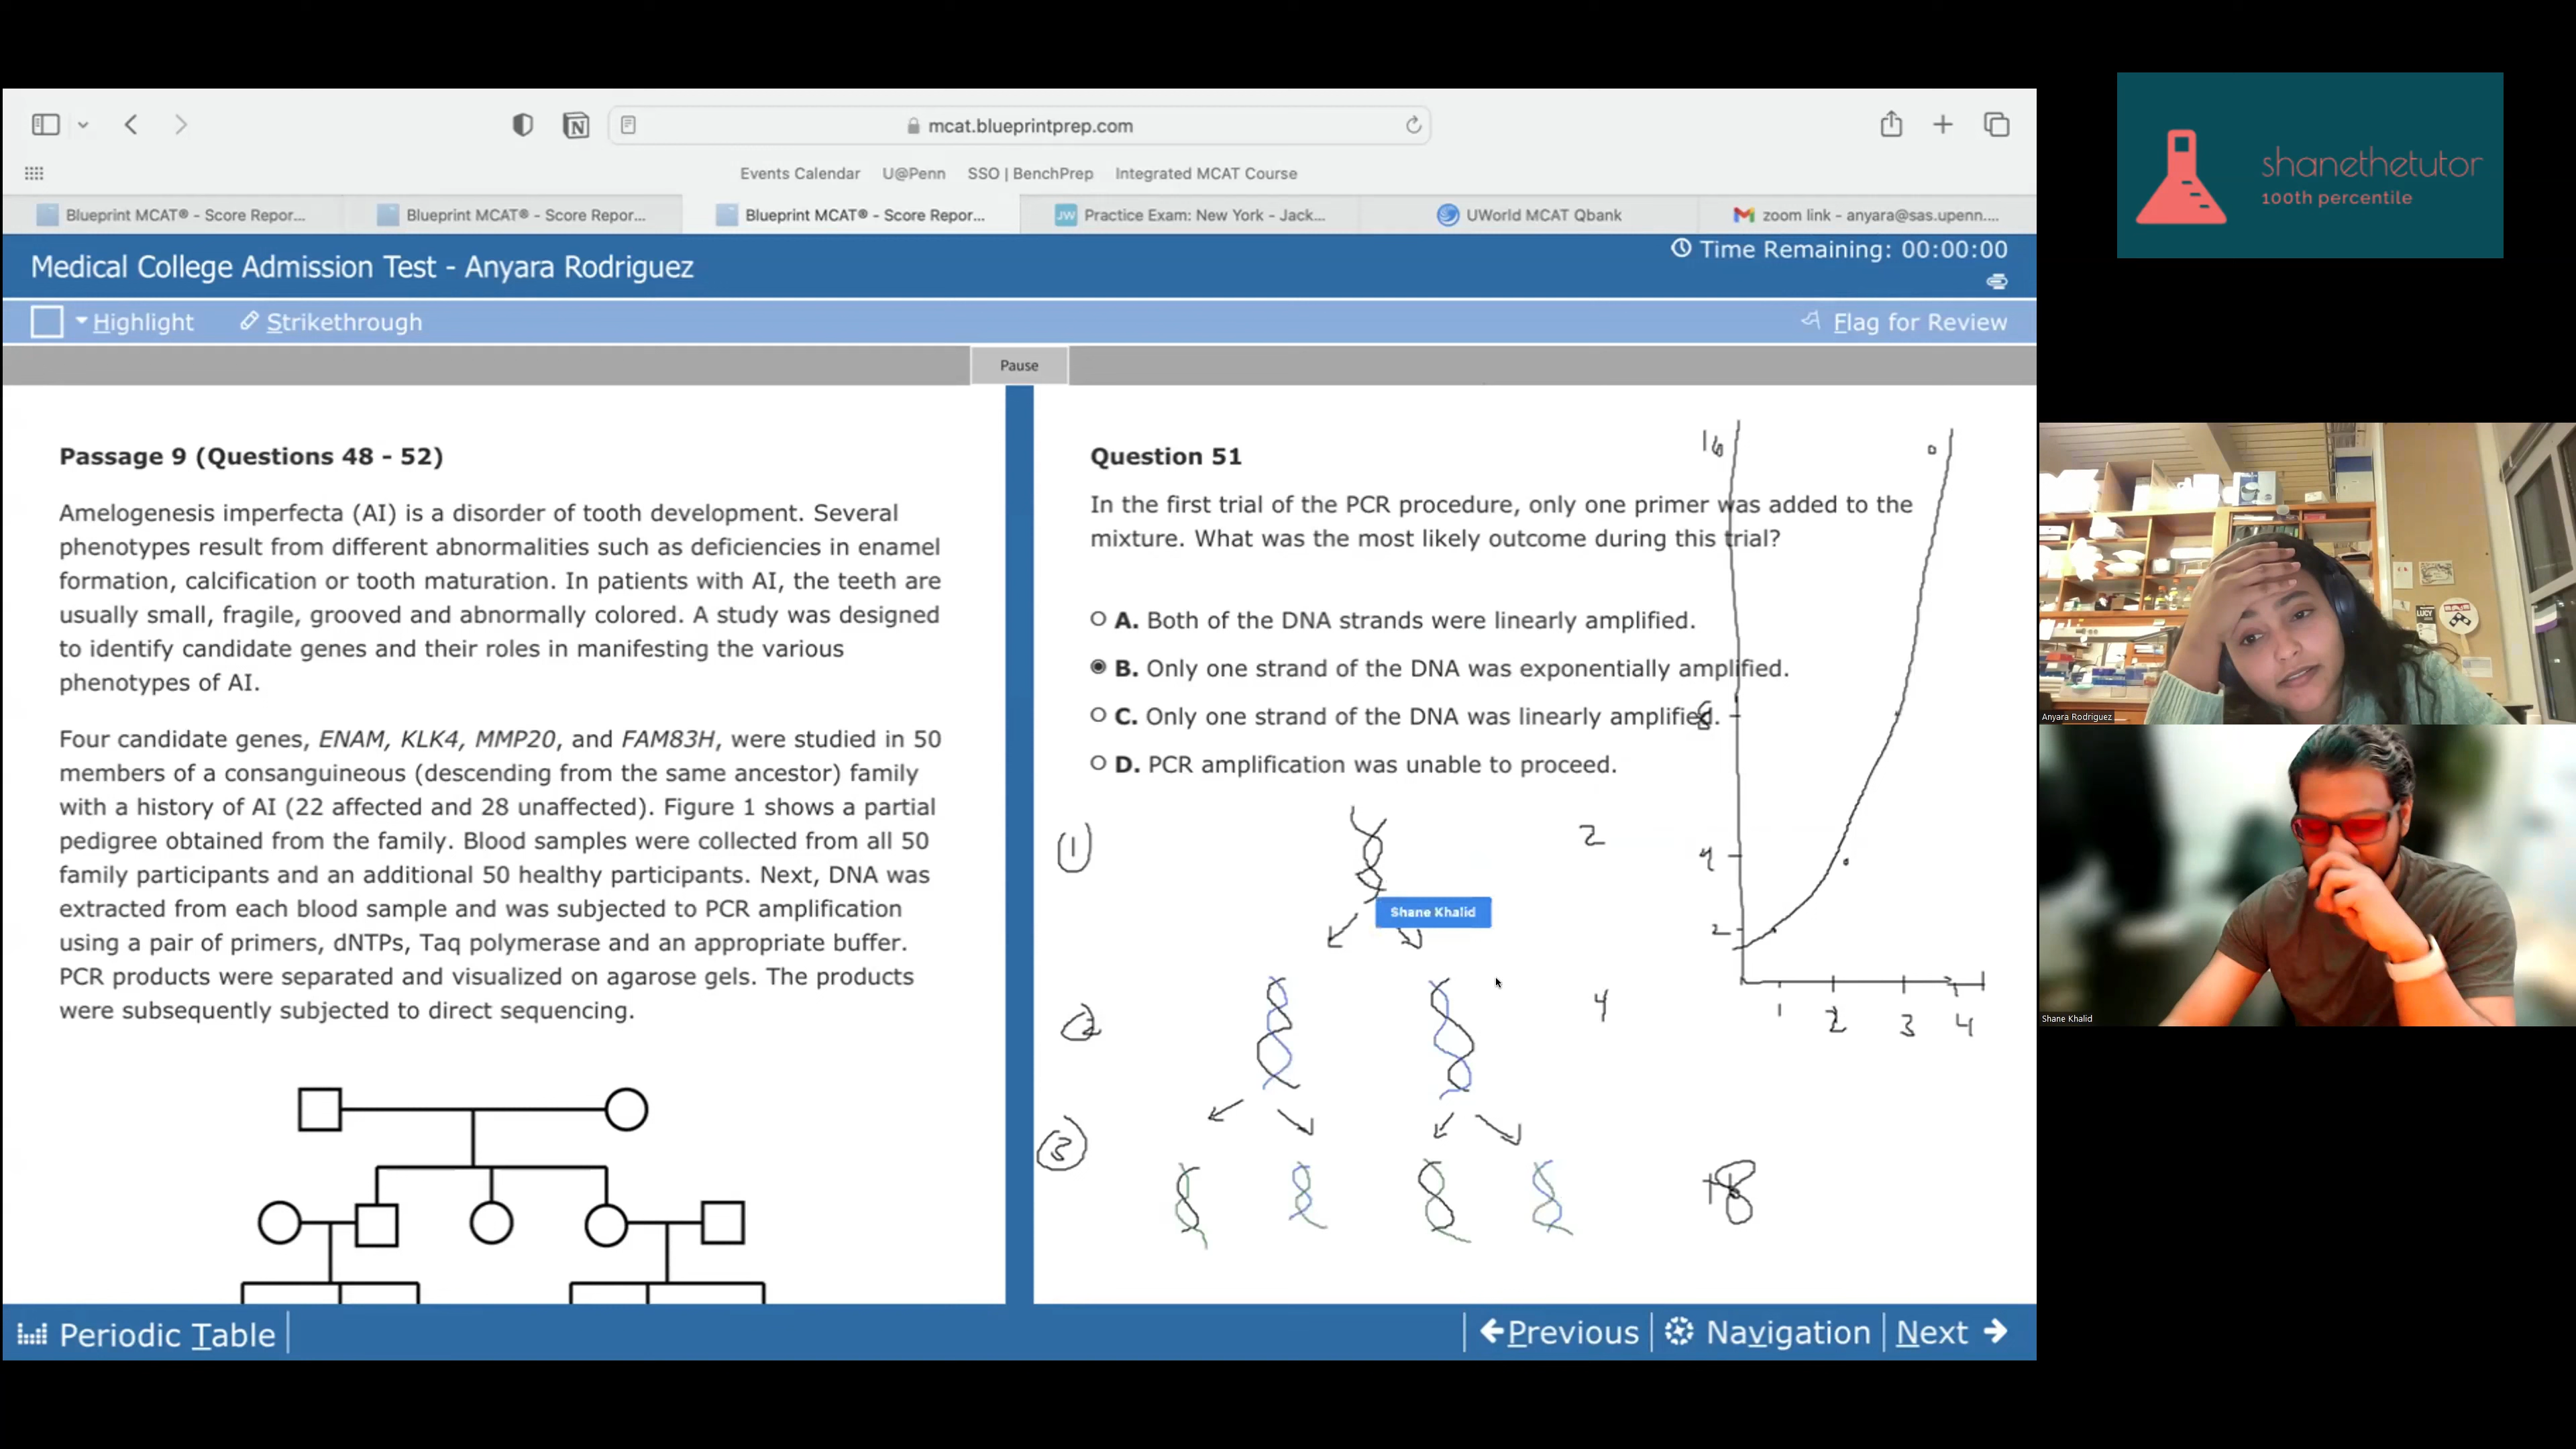 mcat.blueprintprep.com
Events Calendar U@Penn SSO | BenchPrep Integrated MCAT Course
Blueprint MCAT® - Score Repor... Blueprint MCAT® - Score Repor... Blueprint MCAT® - Score Repor... JW Practice Exam: New York - Jack... UWorld MCAT Qbank zoom link - anyara@sas.upenn....
Medical College Admission Test - Anyara Rodriguez
Time Remaining: 00:00:00
Highlight Strikethrough Flag for Review
Pause
Passage 9 (Questions 48 - 52)
Amelogenesis imperfecta (AI) is a disorder of tooth development. Several
phenotypes result from different abnormalities such as deficiencies in enamel
formation, calcification or tooth maturation. In patients with AI, the teeth are
usually small, fragile, grooved and abnormally colored. A study was designed
to identify candidate genes and their roles in manifesting the various
phenotypes of AI.
Four candidate genes, ENAM, KLK4, MMP20, and FAM83H, were studied in 50
members of a consanguineous (descending from the same ancestor) family
with a history of AI (22 affected and 28 unaffected). Figure 1 shows a partial
pedigree obtained from the family. Blood samples were collected from all 50
family participants and an additional 50 healthy participants. Next, DNA was
extracted from each blood sample and was subjected to PCR amplification
using a pair of primers, dNTPs, Taq polymerase and an appropriate buffer.
PCR products were separated and visualized on agarose gels. The products
were subsequently subjected to direct sequencing.
Question 51
In the first trial of the PCR procedure, only one primer was added to the
mixture. What was the most likely outcome during this trial?
A. Both of the DNA strands were linearly amplified.
B. Only one strand of the DNA was exponentially amplified.
C. Only one strand of the DNA was linearly amplified.
D. PCR amplification was unable to proceed.
16
8
4
2
1 2 3 4
1 2
Shane Khalid
2 4
3 8
Periodic Table
Previous Navigation Next
shanethetutor
100th percentile
LUCY
Anyara Rodriguez
Shane Khalid